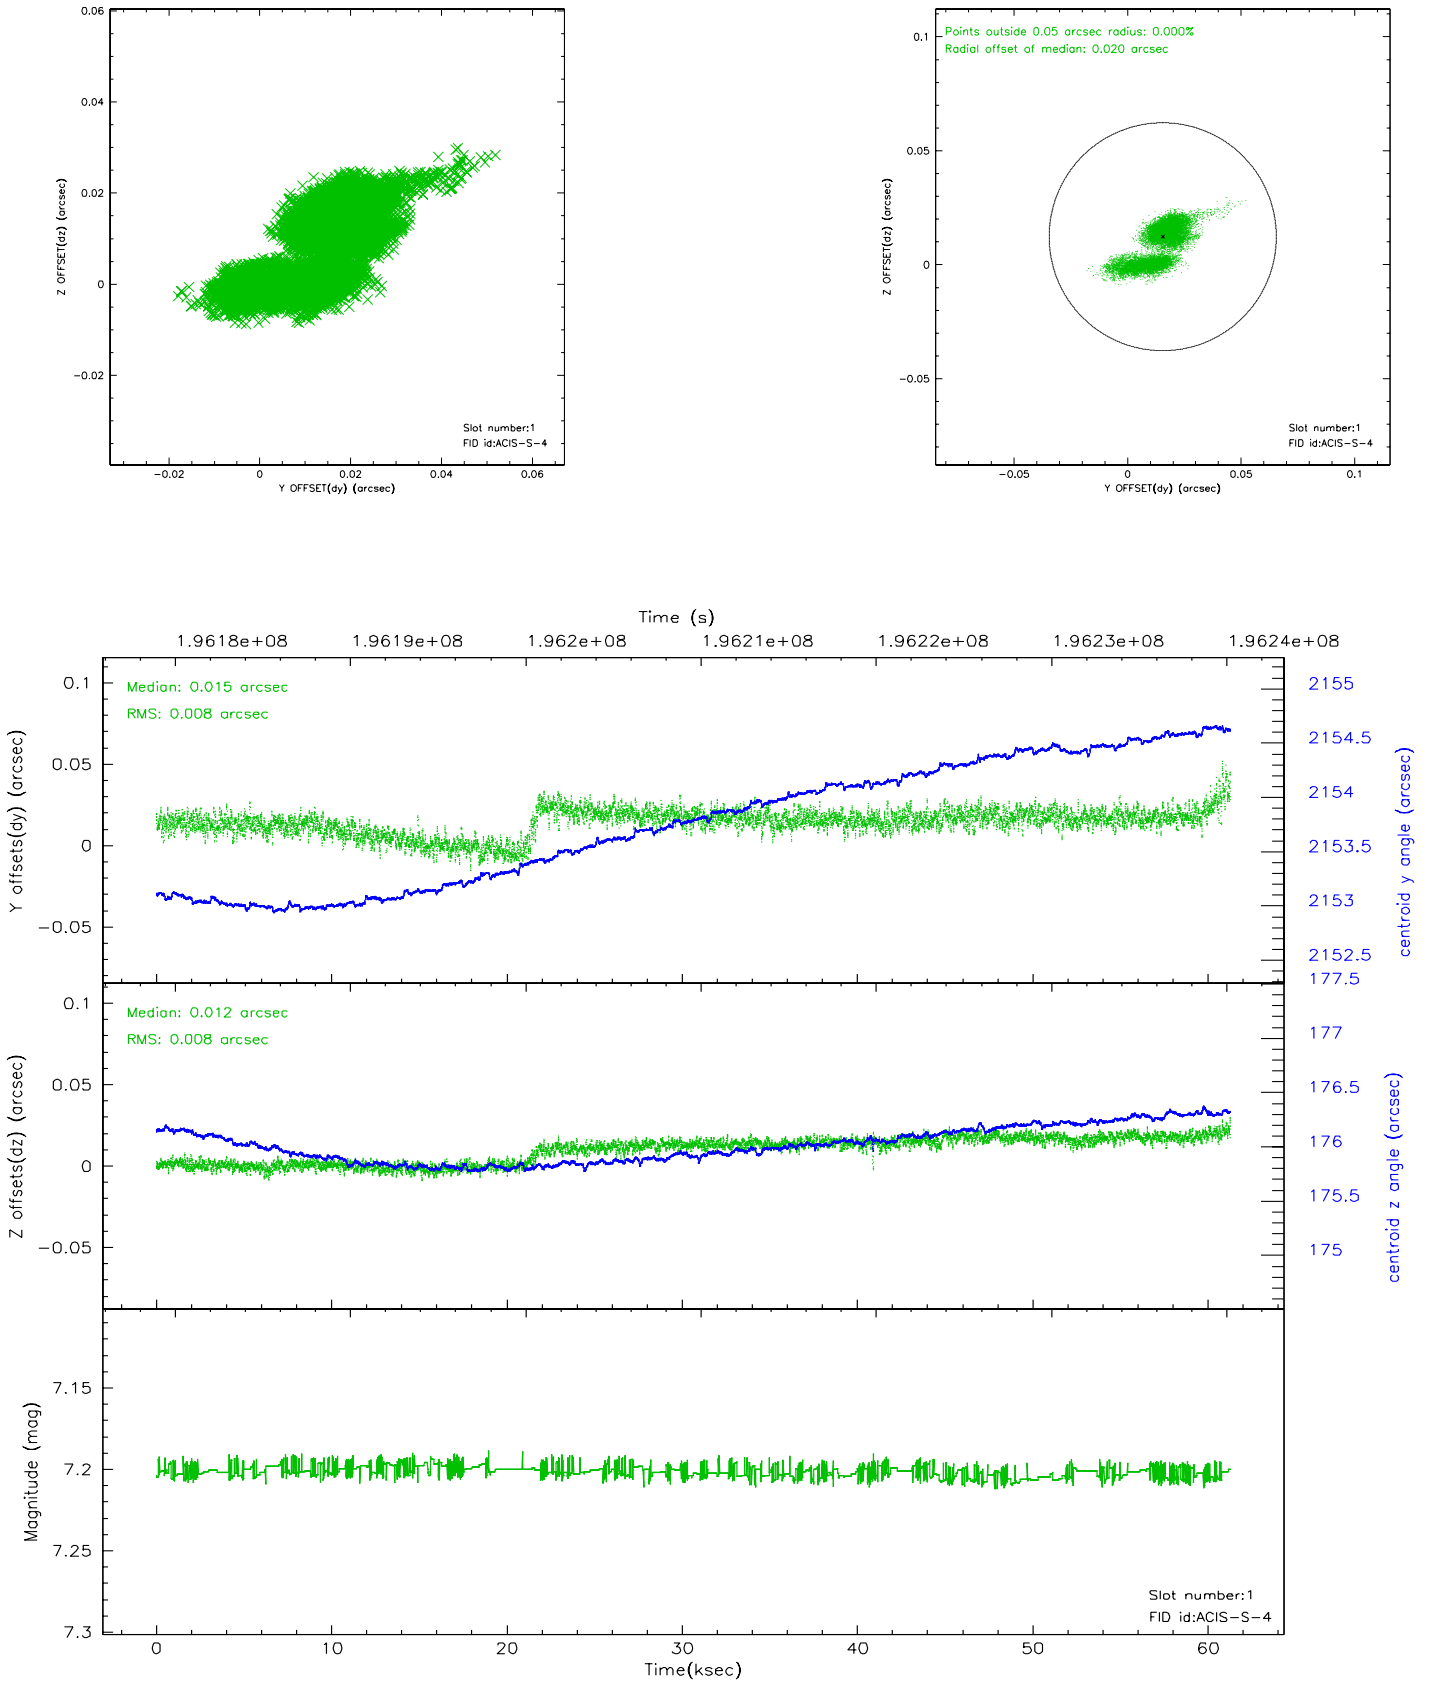 0.06
0.04
0.02
0
−0.02
Z OFFSET(dz) (arcsec)
Slot number:1
FID id:ACIS−S−4
−0.02 0 0.02 0.04 0.06
Y OFFSET(dy) (arcsec)
Points outside 0.05 arcsec radius: 0.000%
Radial offset of median: 0.020 arcsec
0.1
0.05
0
−0.05
Z OFFSET(dz) (arcsec)
Slot number:1
FID id:ACIS−S−4
−0.05 0 0.05 0.1
Y OFFSET(dy) (arcsec)
Time (s)
1.9618e+08 1.9619e+08 1.962e+08 1.9621e+08 1.9622e+08 1.9623e+08 1.9624e+08
Median: 0.015 arcsec
RMS: 0.008 arcsec
0.1
0.05
0
−0.05
Y offsets(dy) (arcsec)
2155
2154.5
2154
2153.5
2153
2152.5
centroid y angle (arcsec)
Median: 0.012 arcsec
RMS: 0.008 arcsec
0.1
0.05
0
−0.05
Z offsets(dz) (arcsec)
177.5
177
176.5
176
175.5
175
centroid z angle (arcsec)
7.15
7.2
7.25
7.3
Magnitude (mag)
Slot number:1
FID id:ACIS−S−4
0 10 20 30 40 50 60
Time(ksec)